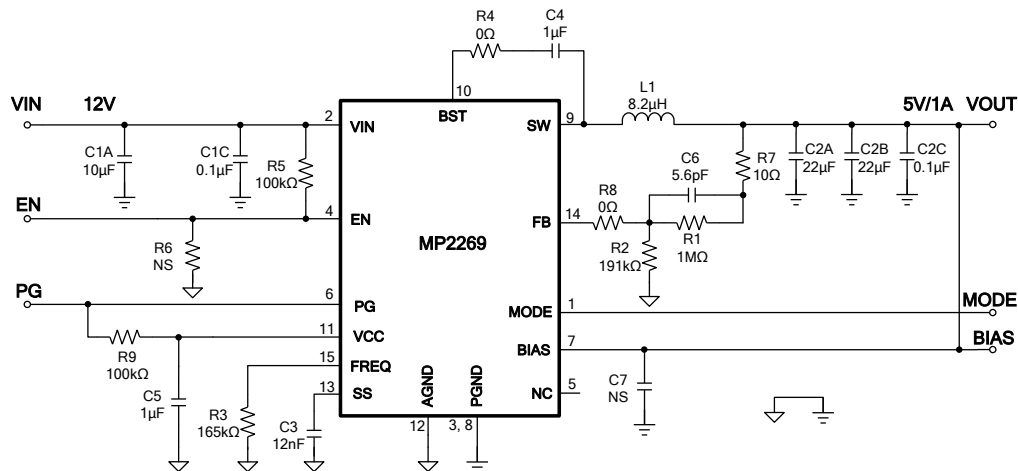 R4
0Ω
C4
1µF
10
BST
VIN 12V
2
VIN
C1A
10µF
C1C
0.1µF
R5
100kΩ
EN
4
EN
R6
NS
PG
6
PG
11
VCC
R9
100kΩ
C5
1µF
15
FREQ
R3
165kΩ
13
SS
C3
12nF
MP2269
AGND
12
PGND
3, 8
SW
9
L1
8.2µH
5V/1A VOUT
R7
10Ω
C2A
22µF
C2B
22µF
C2C
0.1µF
C6
5.6pF
R8
0Ω
FB
14
R1
1MΩ
R2
191kΩ
MODE
1
MODE
BIAS
7
BIAS
C7
NS
NC
5